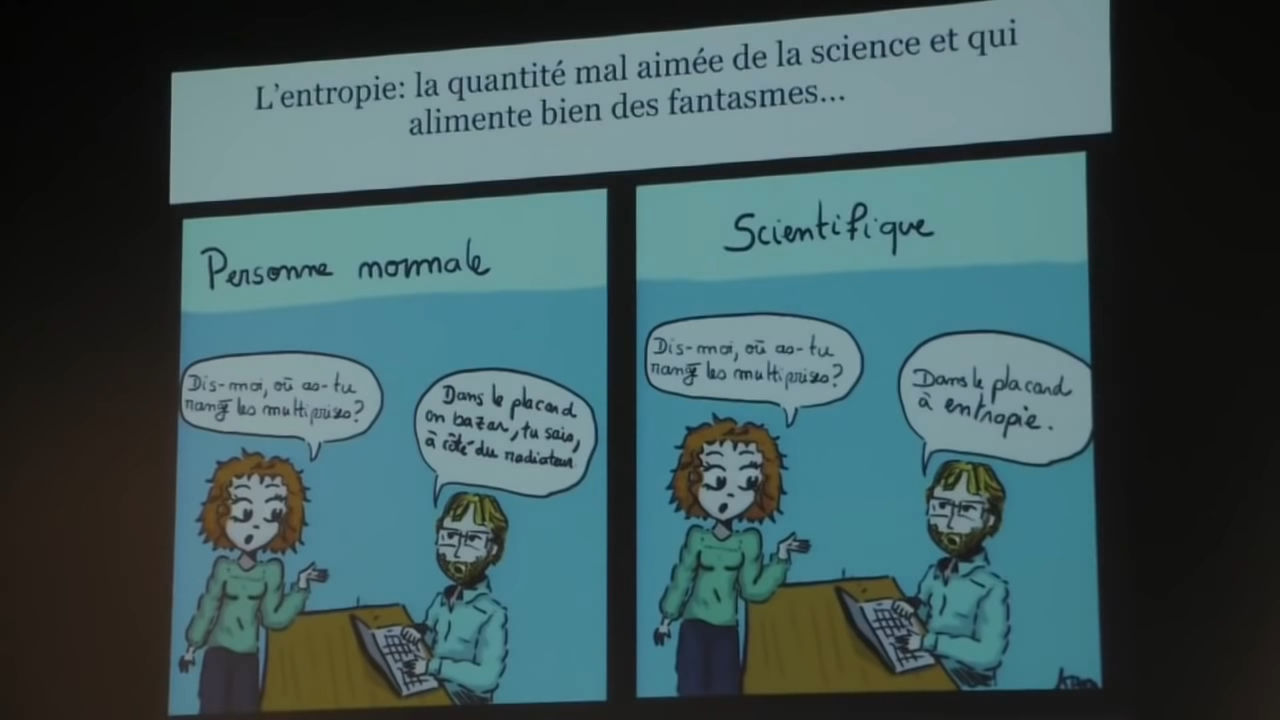 L'entropie: la quantité mal aimée de la science et qui
alimente bien des fantasmes...
Personne normale
Dis-moi, où as-tu
rangé les multiprises?
Dans le placard
en bazar, tu sais,
à côté du radiateur
Scientifique
Dis-moi, où as-tu
rangé les multiprises?
Dans le placard
à entropie.